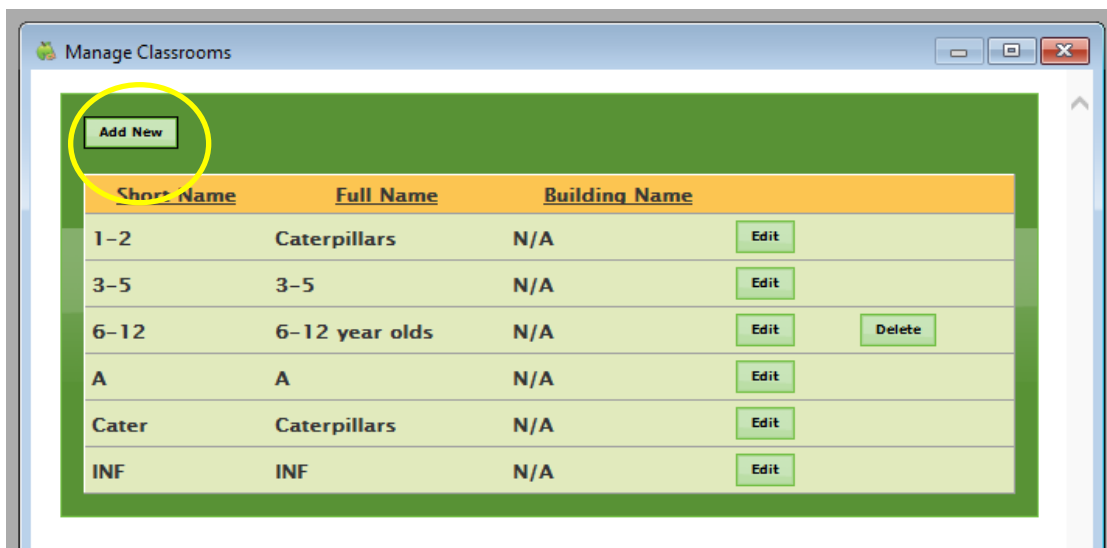 Manage Classrooms
Add New
Short Name Full Name Building Name
1-2 Caterpillars N/A Edit
3-5 3-5 N/A Edit
6-12 6-12 year olds N/A Edit Delete
A A N/A Edit
Cater Caterpillars N/A Edit
INF INF N/A Edit